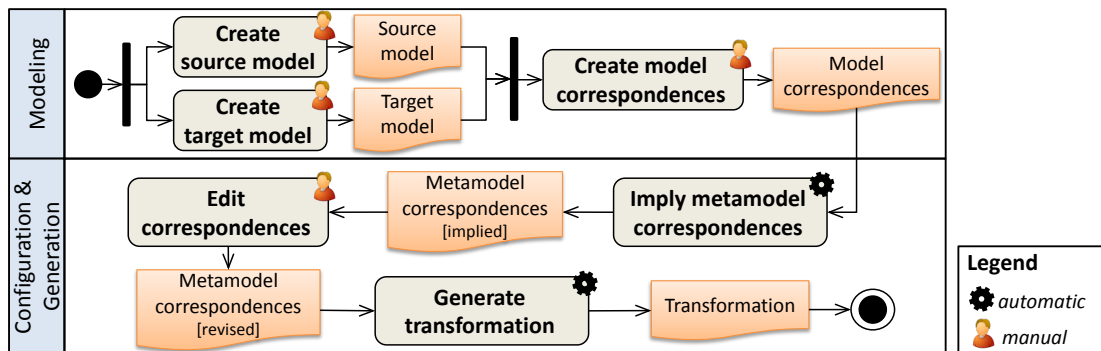 Modeling
Create
source model
Source
model
Create
target model
Target
model
Create model
correspondences
Model
correspondences
Configuration &
Generation
Edit
correspondences
Metamodel
correspondences
[implied]
Imply metamodel
correspondences
Metamodel
correspondences
[revised]
Generate
transformation
Transformation
Legend
automatic
manual